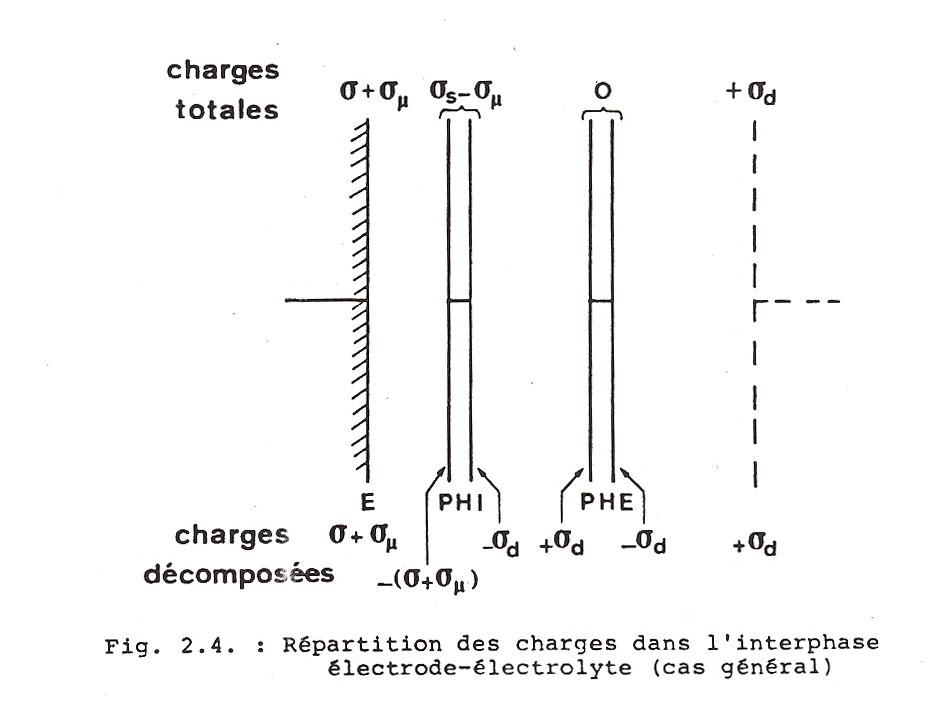 charges
totales
σ+σμ
σs-σμ
O
+σd
E
PHI
PHE
charges
décomposées
σ+σμ
-(σ+σμ)
-σd
+σd
-σd
+σd
Fig. 2.4. : Répartition des charges dans l'interphase
électrode-électrolyte (cas général)